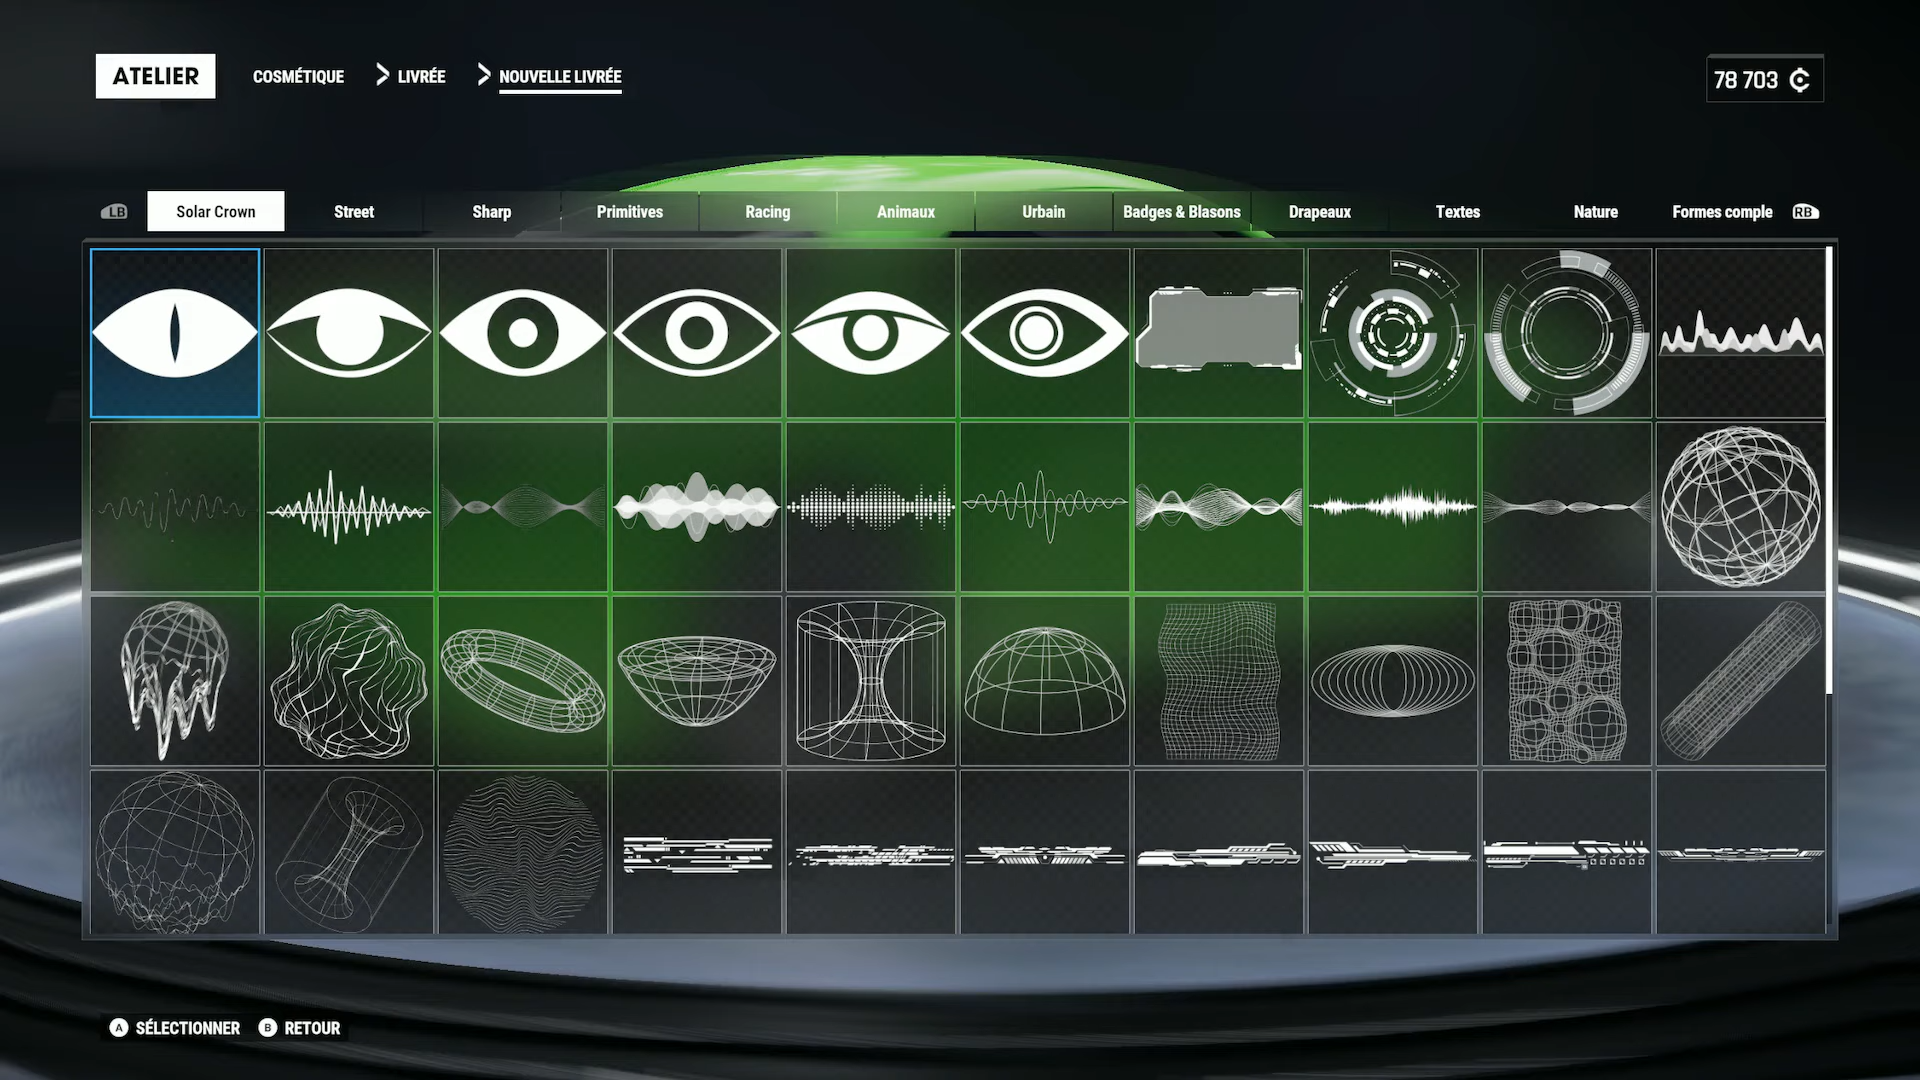 ATELIER COSMÉTIQUE LIVRÉE NOUVELLE LIVRÉE 78 703
LB Solar Crown Street Sharp Primitives Racing Animaux Urbain Badges & Blasons Drapeaux Textes Nature Formes comple RB
A SÉLECTIONNER B RETOUR